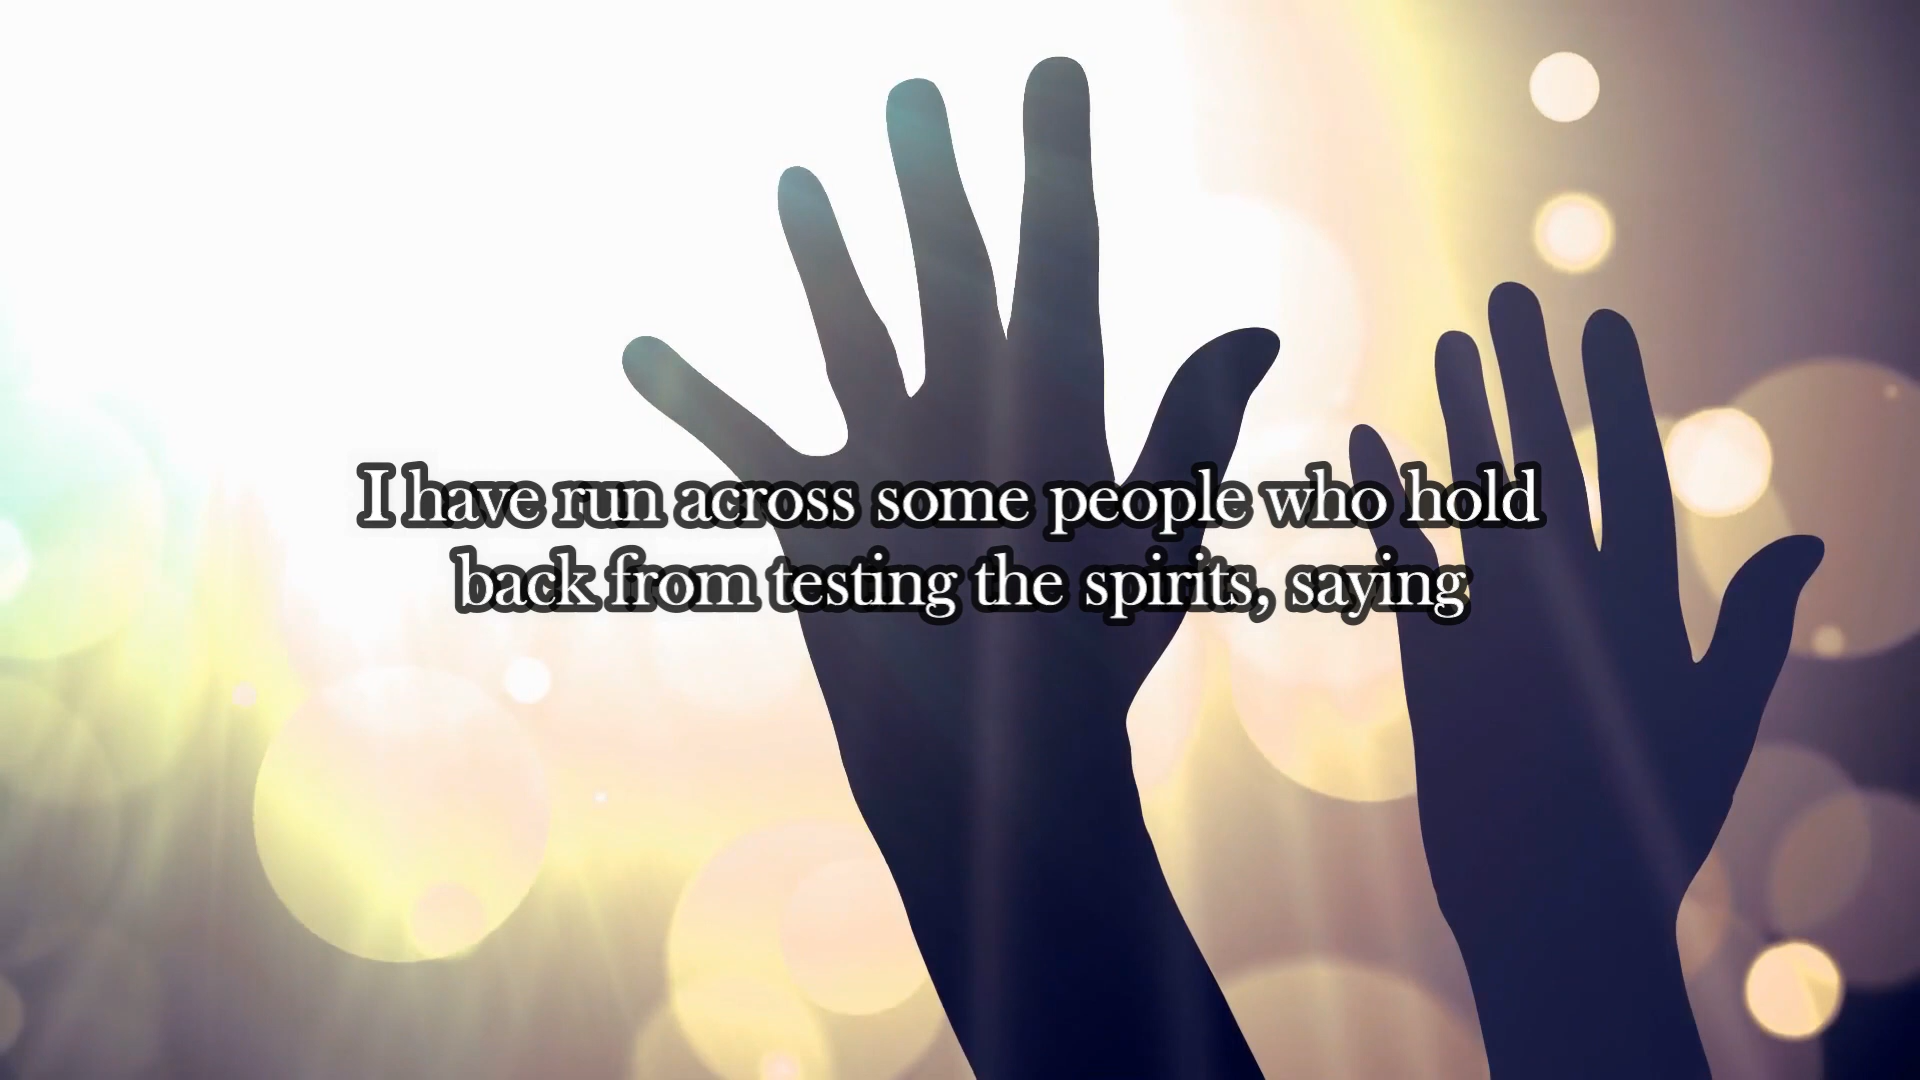 I have run across some people who hold
back from testing the spirits, saying